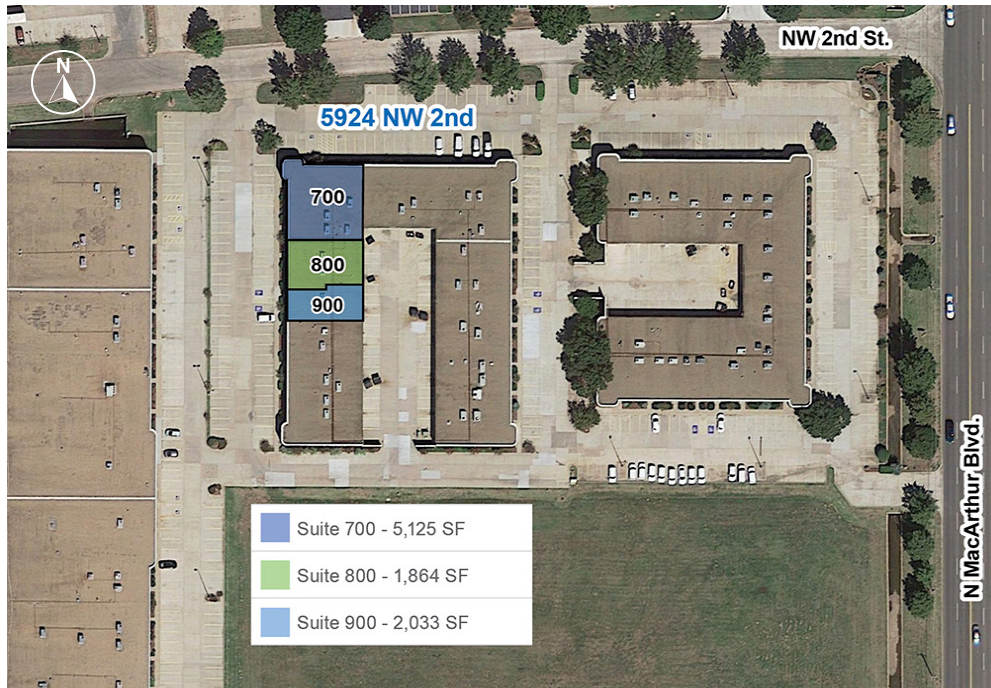 NW 2nd St.
N
5924 NW 2nd
700
800
900
Suite 700 - 5,125 SF
Suite 800 - 1,864 SF
Suite 900 - 2,033 SF
N MacArthur Blvd.